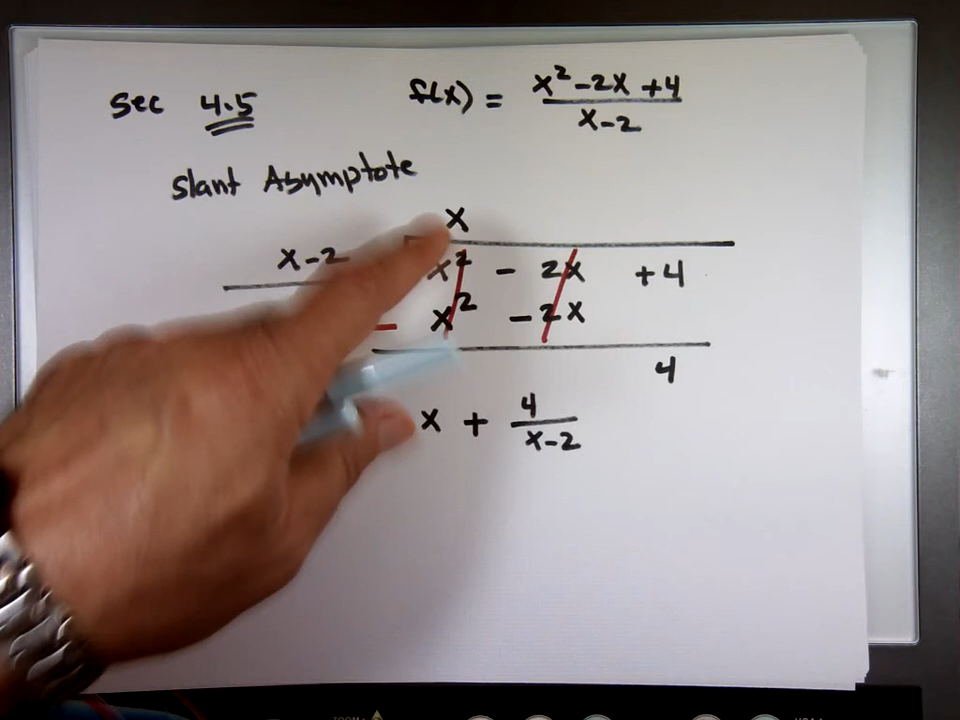 Sec 4.5
f(x) = x² - 2x + 4
x - 2
Slant Asymptote
x
x - 2 x² - 2x + 4
- x² - 2x
4
x + 4
x - 2